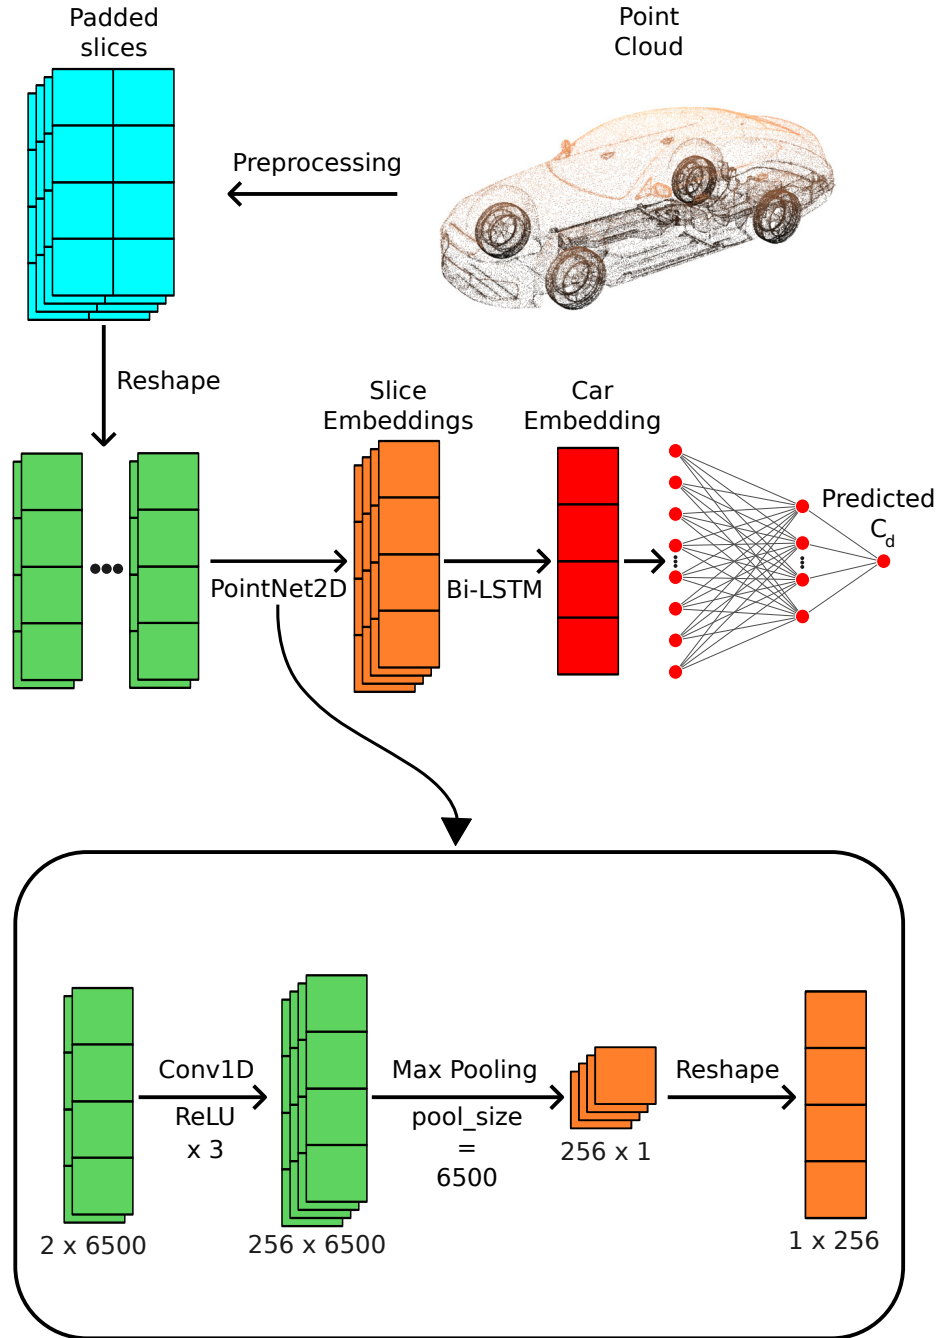 Padded
slices
Point
Cloud
Preprocessing
Reshape
Slice
Embeddings
Car
Embedding
Predicted
C_d
PointNet2D
Bi-LSTM
Conv1D
ReLU
x 3
Max Pooling
pool_size
=
6500
Reshape
256 x 1
2 x 6500
256 x 6500
1 x 256